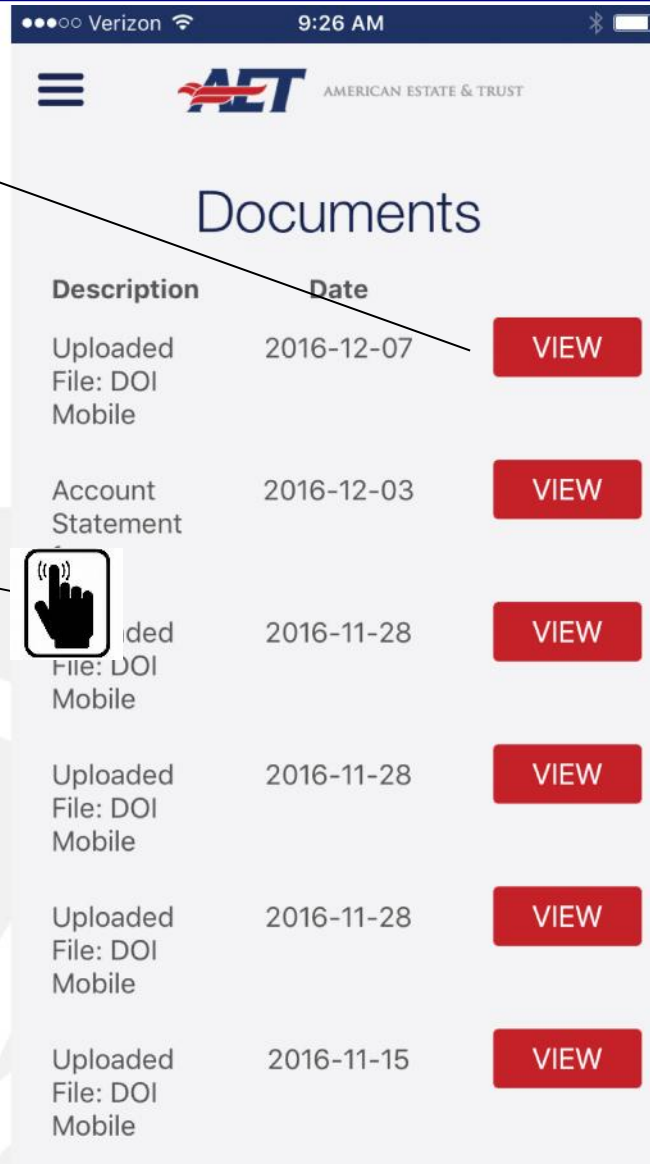 Verizon 9:26 AM
AET AMERICAN ESTATE & TRUST
Documents
Description Date
Uploaded 2016-12-07 VIEW
File: DOI
Mobile
Account 2016-12-03 VIEW
Statement
ded 2016-11-28 VIEW
File: DOI
Mobile
Uploaded 2016-11-28 VIEW
File: DOI
Mobile
Uploaded 2016-11-28 VIEW
File: DOI
Mobile
Uploaded 2016-11-15 VIEW
File: DOI
Mobile